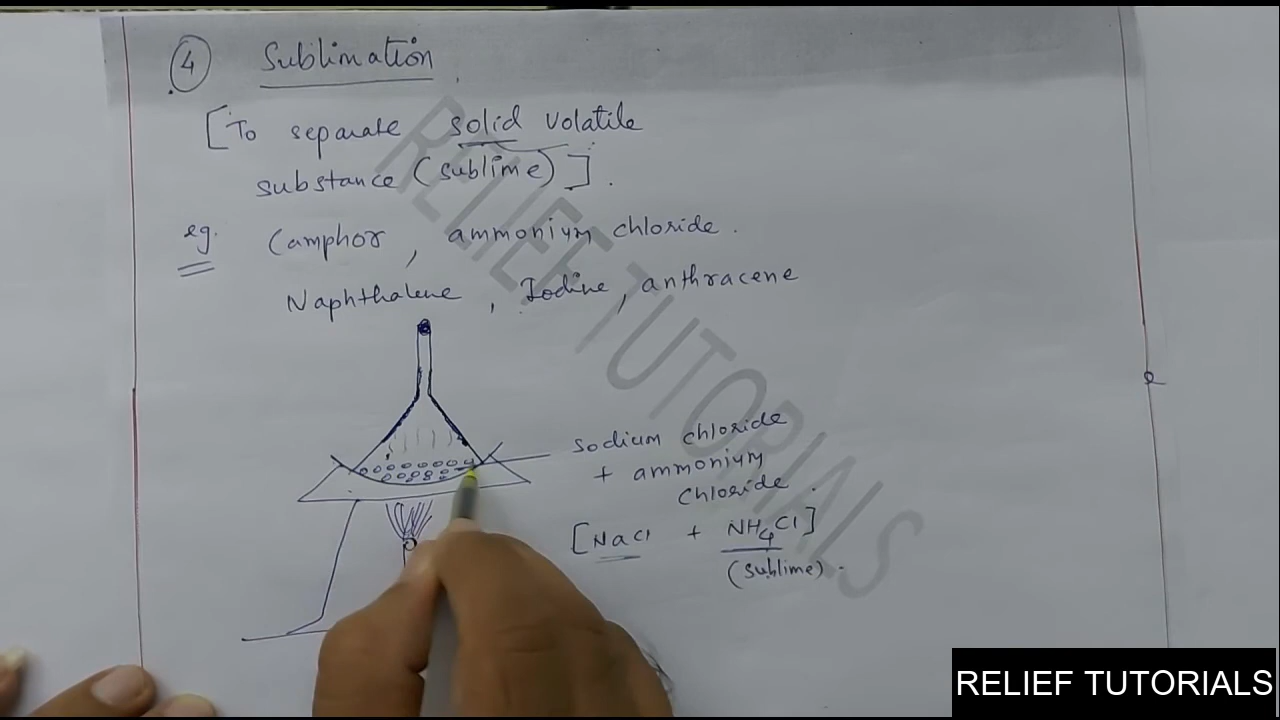 ④ Sublimation.
[To separate solid volatile
substance (sublime)].
eg. Camphor, ammonium chloride.
Naphthalene, Iodine, anthracene
sodium chloride
+ ammonium
chloride.
[NaCl + NH₄Cl]
(sublime).
RELIEF TUTORIALS
RELIEF TUTORIALS